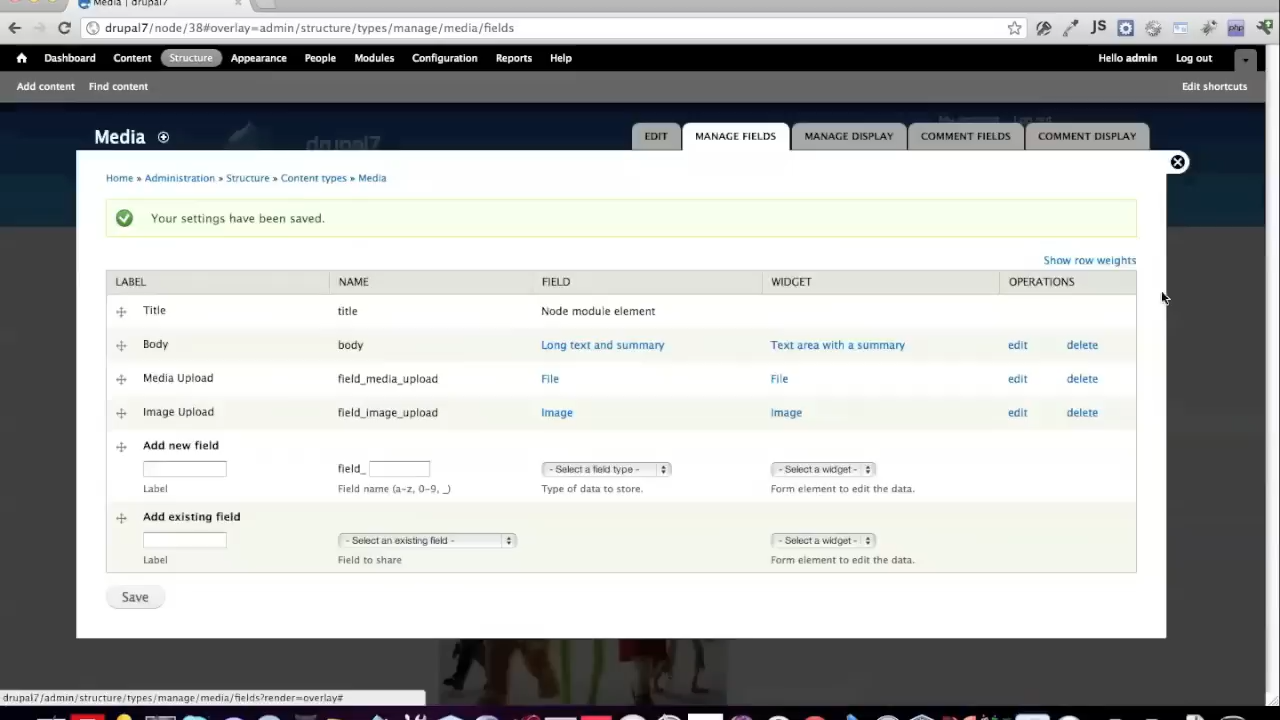 Media | drupal7
drupal7/node/38#overlay=admin/structure/types/manage/media/fields
JS
php
Dashboard Content Structure Appearance People Modules Configuration Reports Help Hello admin Log out
Add content Find content Edit shortcuts
drupal7
Media EDIT MANAGE FIELDS MANAGE DISPLAY COMMENT FIELDS COMMENT DISPLAY
Home » Administration » Structure » Content types » Media
Your settings have been saved.
Show row weights
LABEL NAME FIELD WIDGET OPERATIONS
Title title Node module element
Body body Long text and summary Text area with a summary edit delete
Media Upload field_media_upload File File edit delete
Image Upload field_image_upload Image Image edit delete
Add new field
field_ - Select a field type - - Select a widget -
Label Field name (a-z, 0-9, _) Type of data to store. Form element to edit the data.
Add existing field
- Select an existing field - - Select a widget -
Label Field to share Form element to edit the data.
Save
drupal7/admin/structure/types/manage/media/fields?render=overlay#